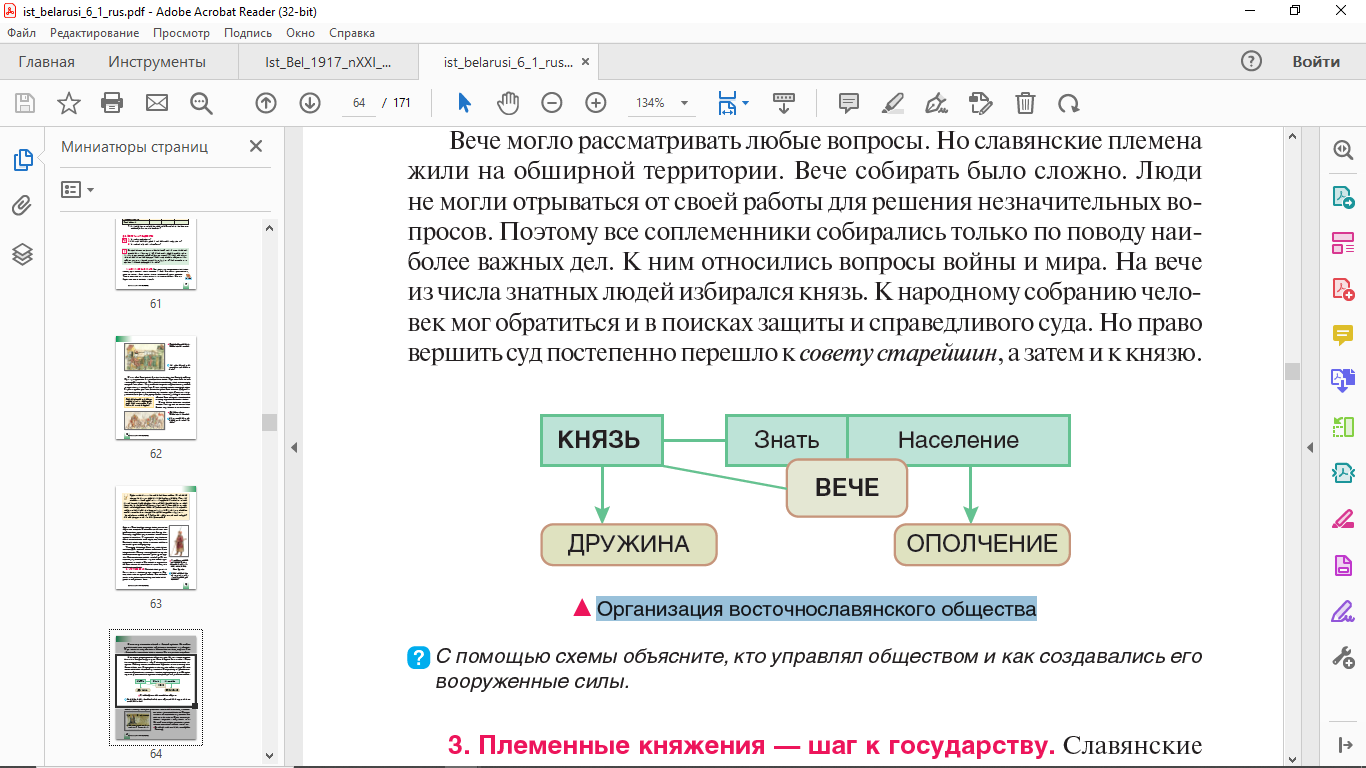 ist_belarusi_6_1_rus.pdf - Adobe Acrobat Reader (32-bit)
Файл Редактирование Просмотр Подпись Окно Справка
Главная Инструменты Ist_Bel_1917_nXXI_... ist_belarusi_6_1_rus... Войти
64 / 171 134%
Миниатюры страниц
61
62
63
64
Вече могло рассматривать любые вопросы. Но славянские племена
жили на обширной территории. Вече собирать было сложно. Люди
не могли отрываться от своей работы для решения незначительных во-
просов. Поэтому все соплеменники собирались только по поводу наи-
более важных дел. К ним относились вопросы войны и мира. На вече
из числа знатных людей избирался князь. К народному собранию чело-
век мог обратиться и в поисках защиты и справедливого суда. Но право
вершить суд постепенно перешло к совету старейшин, а затем и к князю.
КНЯЗЬ Знать Население
ВЕЧЕ
ДРУЖИНА ОПОЛЧЕНИЕ
Организация восточнославянского общества
? С помощью схемы объясните, кто управлял обществом и как создавались его
вооруженные силы.
3. Племенные княжения — шаг к государству. Славянские